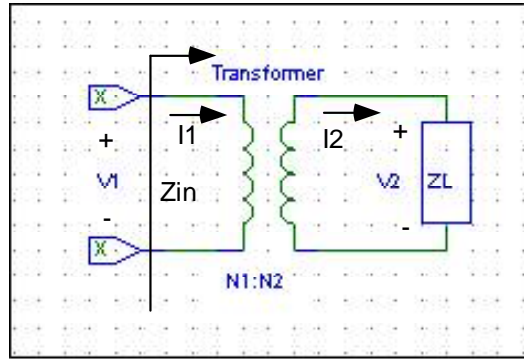 Transformer
X
I1
I2
+
+
V1
Zin
V2
ZL
-
-
X
N1:N2